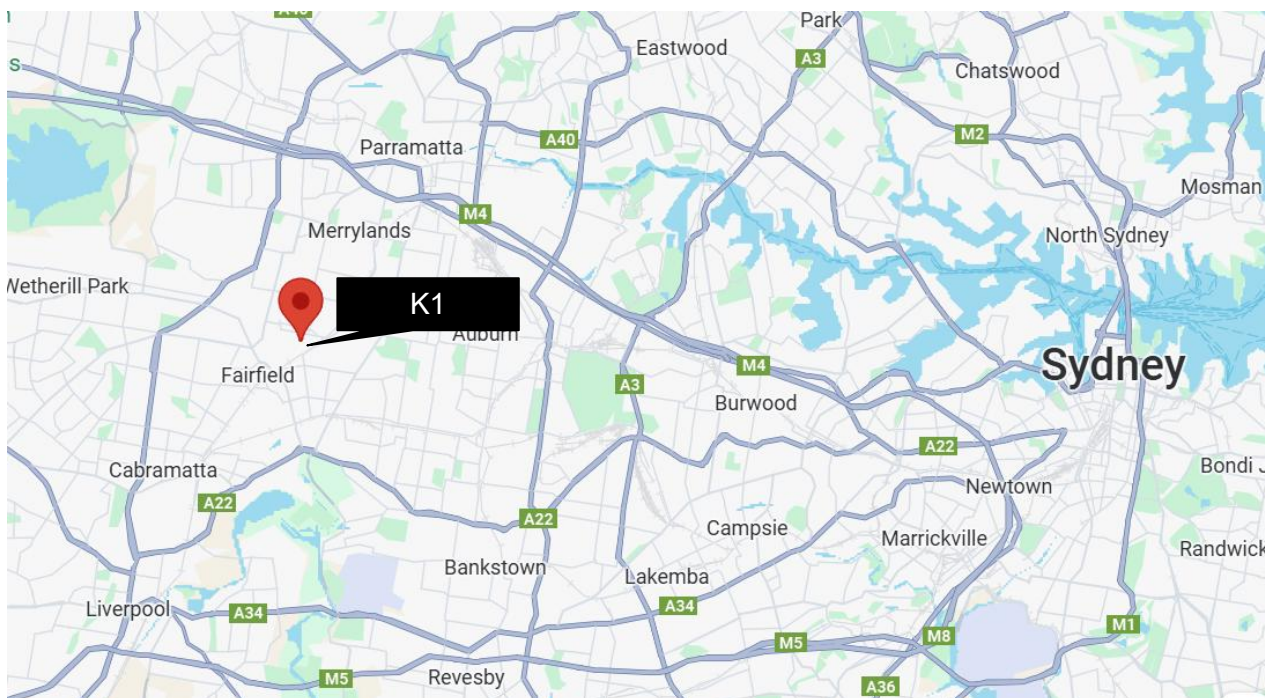 Park
Eastwood
A3
Chatswood
A40
M2
Parramatta
Mosman
M4
Merrylands
North Sydney
Wetherill Park
K1
Auburn
Sydney
M4
Fairfield
A3
Burwood
A22
Bondi J
Cabramatta
A22
Newtown
A22
Campsie
Marrickville
Randwick
Bankstown
Lakemba
Liverpool
A34
A34
M1
M8
M5
M5
Revesby
A36